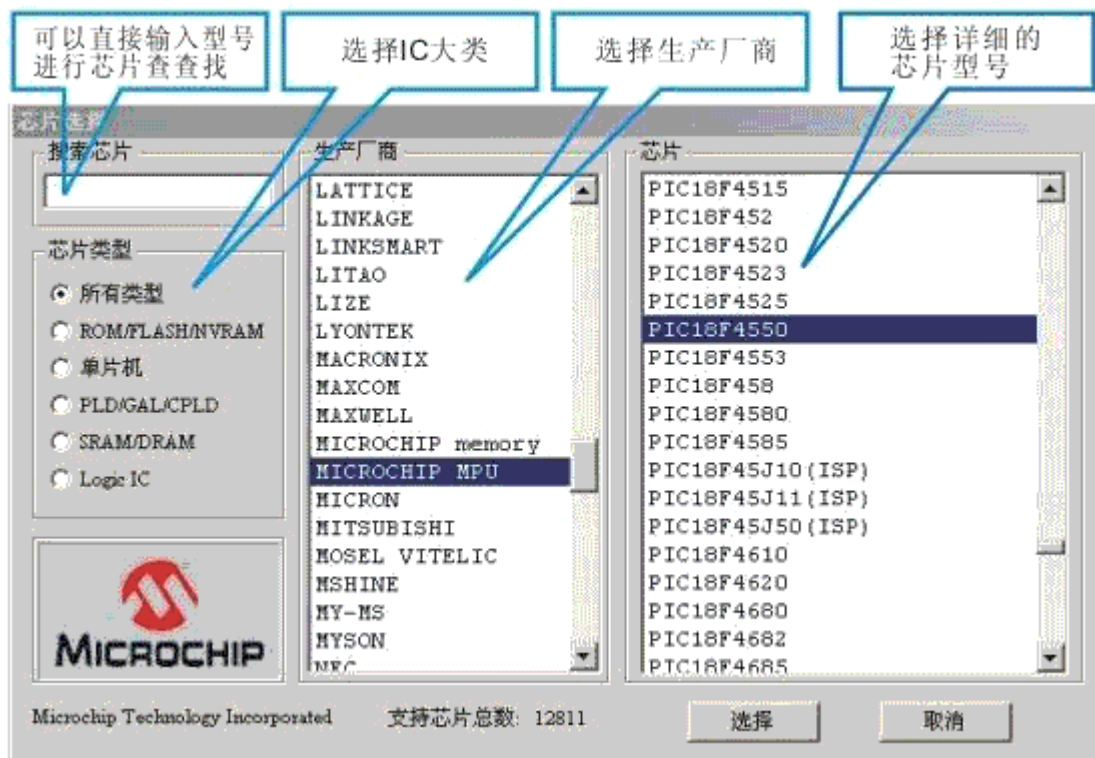 可以直接输入型号
进行芯片查查找
选择IC大类
选择生产厂商
选择详细的
芯片型号
芯片选择
搜索芯片
芯片类型
所有类型
ROM/FLASH/NVRAM
单片机
PLD/GAL/CPLD
SRAM/DRAM
Logic IC
MICROCHIP
生产厂商
LATTICE
LINKAGE
LINKSMART
LITAO
LIZE
LYONTEK
MACRONIX
MAXCOM
MAXWELL
MICROCHIP memory
MICROCHIP MPU
MICRON
MITSUBISHI
MOSEL VITELIC
MSHINE
MY-MS
MYSON
NEC
芯片
PIC18F4515
PIC18F452
PIC18F4520
PIC18F4523
PIC18F4525
PIC18F4550
PIC18F4553
PIC18F458
PIC18F4580
PIC18F4585
PIC18F45J10(ISP)
PIC18F45J11(ISP)
PIC18F45J50(ISP)
PIC18F4610
PIC18F4620
PIC18F4680
PIC18F4682
PIC18F4685
Microchip Technology Incorporated
支持芯片总数: 12811
选择
取消